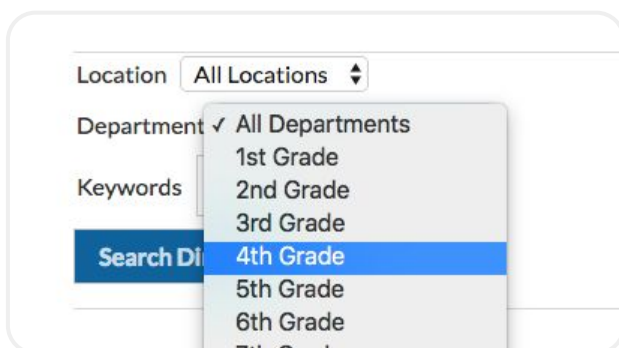 Location All Locations
Department ✓ All Departments
1st Grade
2nd Grade
Keywords
3rd Grade
Search Di
4th Grade
5th Grade
6th Grade